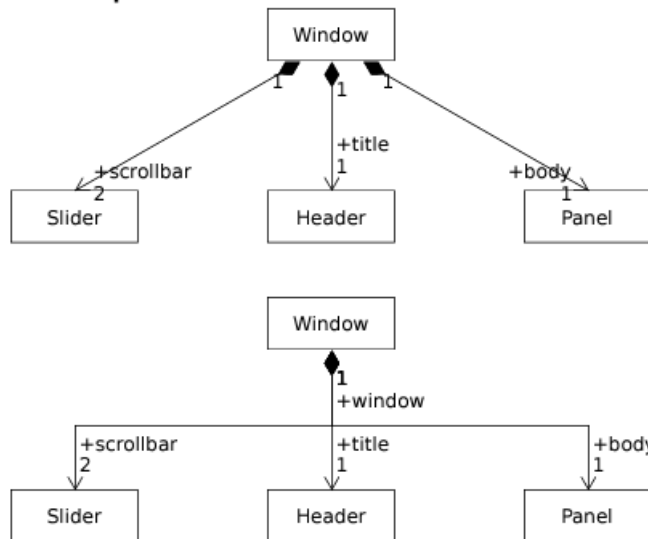 Window
1 1 1
+scrollbar +title +body
2 1 1
Slider Header Panel
Window
1
+window
+scrollbar +title +body
2 1 1
Slider Header Panel